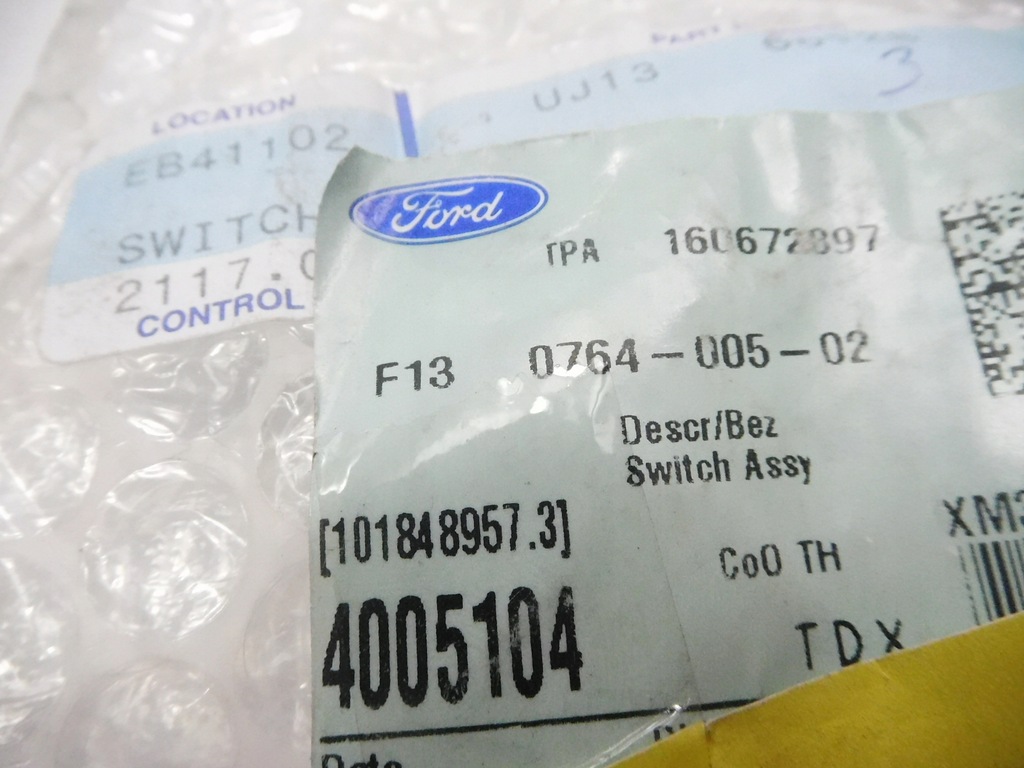 LOCATION
EB41102
UJ13
3
SWITCH
2117.0
CONTROL
Ford
TPA 160672897
F13 0764-005-02
Descr/Bez
Switch Assy
[101848957.3]
CoO TH
XM3
4005104
TDX